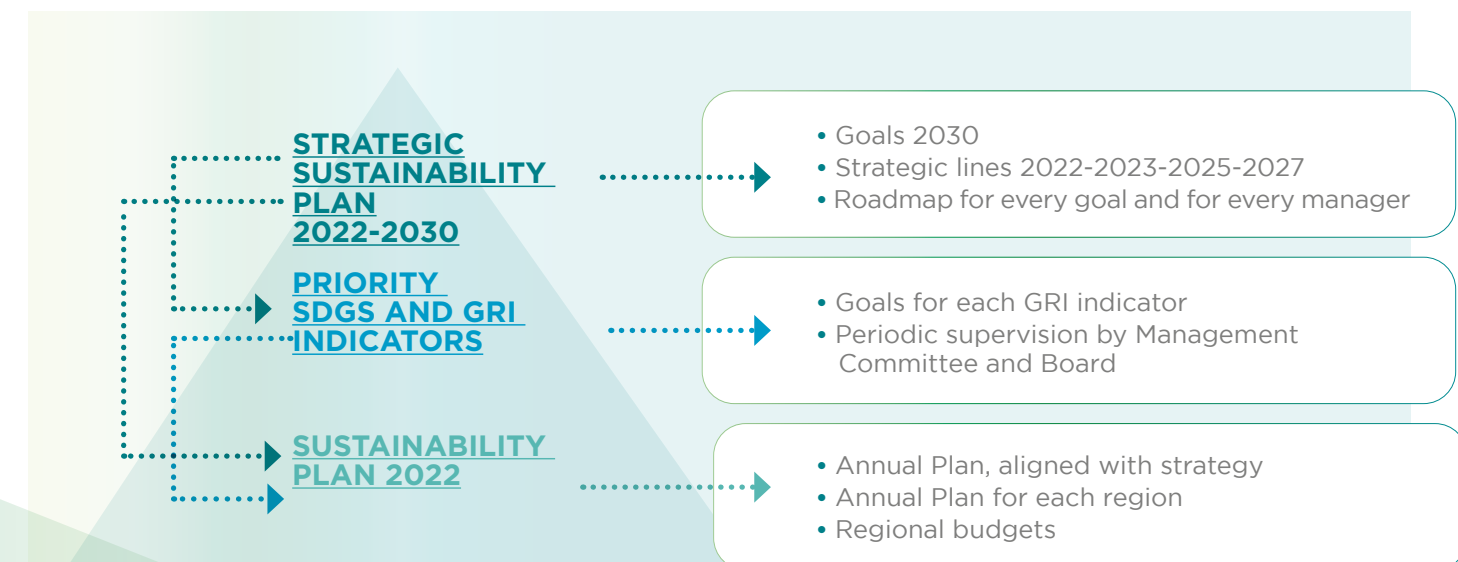 STRATEGIC
SUSTAINABILITY
PLAN
2022-2030
• Goals 2030
• Strategic lines 2022-2023-2025-2027
• Roadmap for every goal and for every manager
PRIORITY
SDGS AND GRI
INDICATORS
• Goals for each GRI indicator
• Periodic supervision by Management
Committee and Board
SUSTAINABILITY
PLAN 2022
• Annual Plan, aligned with strategy
• Annual Plan for each region
• Regional budgets